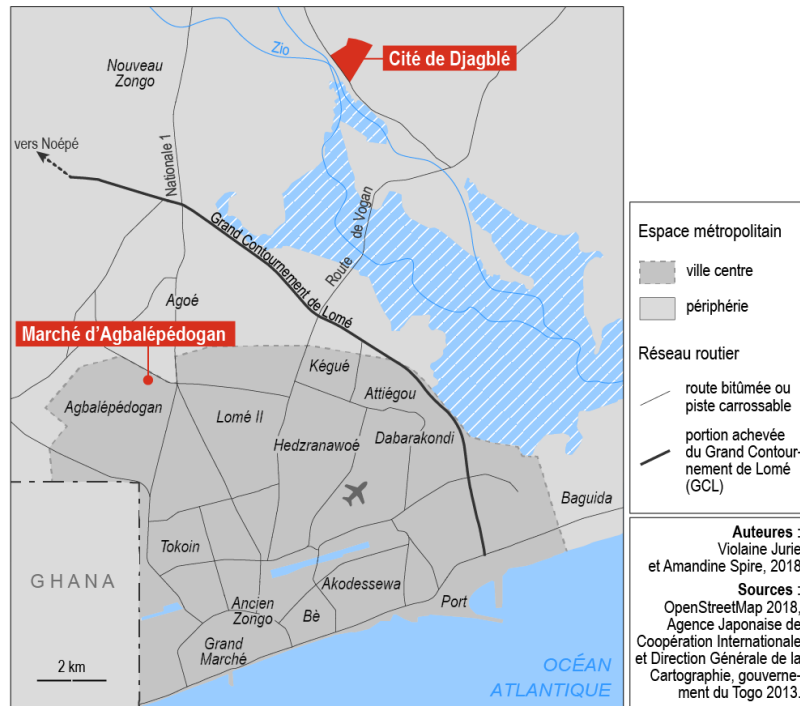 Zio
Cité de Djagblé
Nouveau
Zongo
vers Noépé
Nationale 1
Route de Vogan
Grand Contournement de Lomé
Agoé
Marché d'Agbalépédogan
Kégué
Attiégou
Agbalépédogan
Lomé II
Hedzranawoé
Dabarakondi
Baguida
Tokoin
GHANA
Akodessewa
Ancien
Zongo
Bè
Port
Grand
Marché
2 km
OCÉAN
ATLANTIQUE
Espace métropolitain
ville centre
périphérie
Réseau routier
route bitûmée ou
piste carrossable
portion achevée
du Grand Contour-
nement de Lomé
(GCL)
Auteures :
Violaine Jurie
et Amandine Spire, 2018
Sources :
OpenStreetMap 2018,
Agence Japonaise de
Coopération Internationale
et Direction Générale de la
Cartographie, gouverne-
ment du Togo 2013.